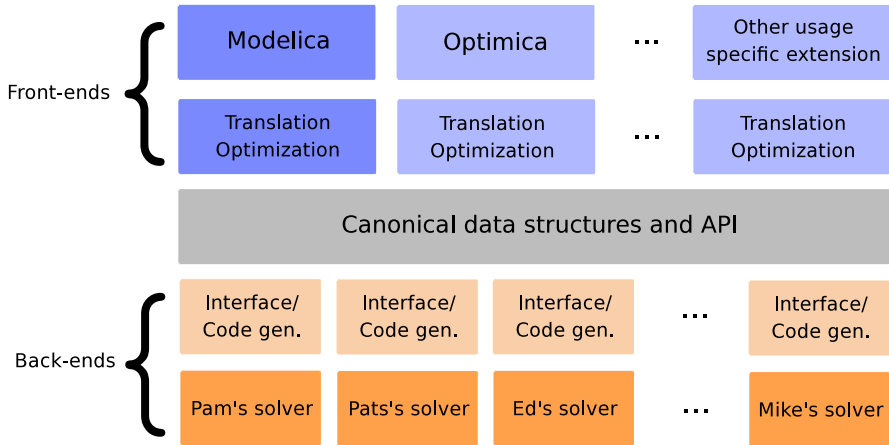 Modelica
Optimica
...
Other usage
specific extension
Front-ends
Translation
Optimization
Translation
Optimization
...
Translation
Optimization
Canonical data structures and API
Interface/
Code gen.
Interface/
Code gen.
Interface/
Code gen.
...
Interface/
Code gen.
Back-ends
Pam's solver
Pats's solver
Ed's solver
...
Mike's solver